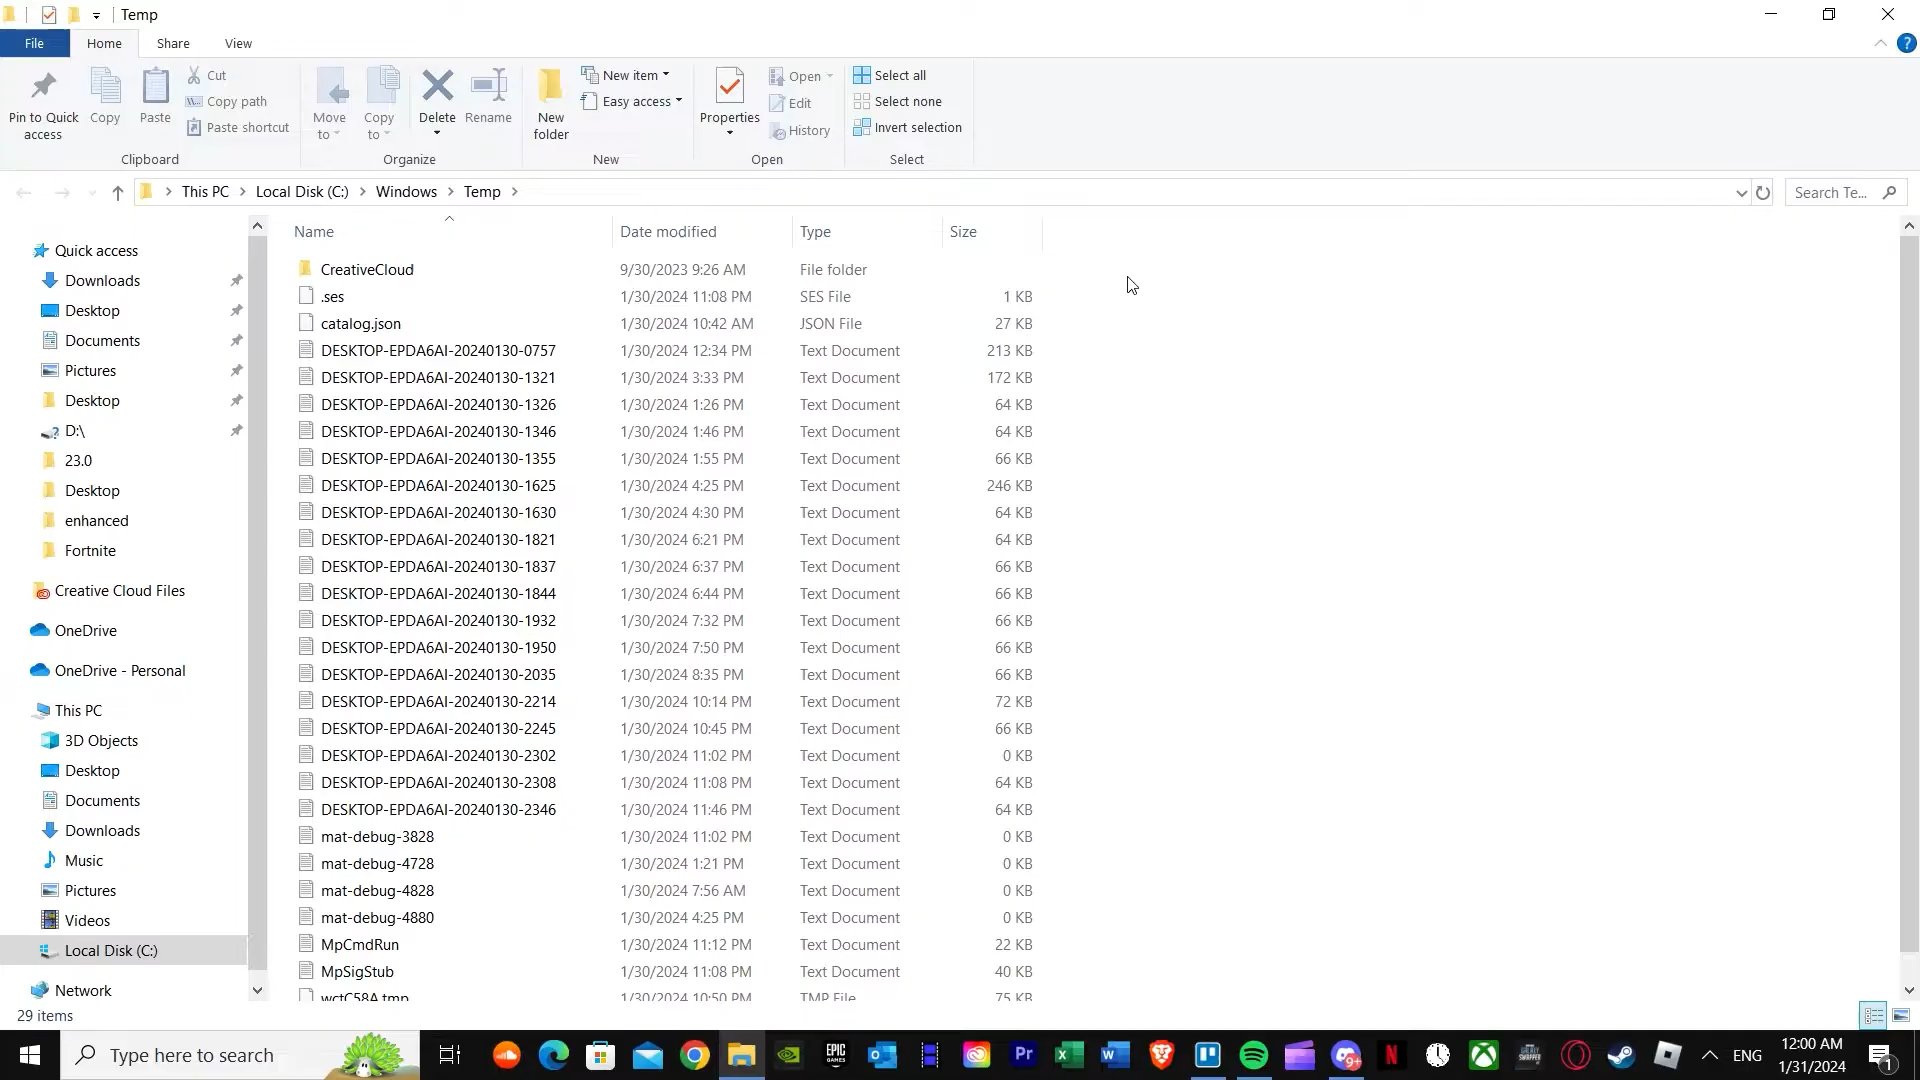 Temp
File Home Share View
Pin to Quick access
Copy
Paste
Cut
Copy path
Paste shortcut
Clipboard
Move to
Copy to
Delete
Rename
Organize
New folder
New item
Easy access
New
Properties
Open
Edit
History
Open
Select all
Select none
Invert selection
Select
This PC > Local Disk (C:) > Windows > Temp >
Search Te...
Quick access
Downloads
Desktop
Documents
Pictures
Desktop
D:\
23.0
Desktop
enhanced
Fortnite
Creative Cloud Files
OneDrive
OneDrive - Personal
This PC
3D Objects
Desktop
Documents
Downloads
Music
Pictures
Videos
Local Disk (C:)
Network
Name Date modified Type Size
CreativeCloud 9/30/2023 9:26 AM File folder
.ses 1/30/2024 11:08 PM SES File 1 KB
catalog.json 1/30/2024 10:42 AM JSON File 27 KB
DESKTOP-EPDA6AI-20240130-0757 1/30/2024 12:34 PM Text Document 213 KB
DESKTOP-EPDA6AI-20240130-1321 1/30/2024 3:33 PM Text Document 172 KB
DESKTOP-EPDA6AI-20240130-1326 1/30/2024 1:26 PM Text Document 64 KB
DESKTOP-EPDA6AI-20240130-1346 1/30/2024 1:46 PM Text Document 64 KB
DESKTOP-EPDA6AI-20240130-1355 1/30/2024 1:55 PM Text Document 66 KB
DESKTOP-EPDA6AI-20240130-1625 1/30/2024 4:25 PM Text Document 246 KB
DESKTOP-EPDA6AI-20240130-1630 1/30/2024 4:30 PM Text Document 64 KB
DESKTOP-EPDA6AI-20240130-1821 1/30/2024 6:21 PM Text Document 64 KB
DESKTOP-EPDA6AI-20240130-1837 1/30/2024 6:37 PM Text Document 66 KB
DESKTOP-EPDA6AI-20240130-1844 1/30/2024 6:44 PM Text Document 66 KB
DESKTOP-EPDA6AI-20240130-1932 1/30/2024 7:32 PM Text Document 66 KB
DESKTOP-EPDA6AI-20240130-1950 1/30/2024 7:50 PM Text Document 66 KB
DESKTOP-EPDA6AI-20240130-2035 1/30/2024 8:35 PM Text Document 66 KB
DESKTOP-EPDA6AI-20240130-2214 1/30/2024 10:14 PM Text Document 72 KB
DESKTOP-EPDA6AI-20240130-2245 1/30/2024 10:45 PM Text Document 66 KB
DESKTOP-EPDA6AI-20240130-2302 1/30/2024 11:02 PM Text Document 0 KB
DESKTOP-EPDA6AI-20240130-2308 1/30/2024 11:08 PM Text Document 64 KB
DESKTOP-EPDA6AI-20240130-2346 1/30/2024 11:46 PM Text Document 64 KB
mat-debug-3828 1/30/2024 11:02 PM Text Document 0 KB
mat-debug-4728 1/30/2024 1:21 PM Text Document 0 KB
mat-debug-4828 1/30/2024 7:56 AM Text Document 0 KB
mat-debug-4880 1/30/2024 4:25 PM Text Document 0 KB
MpCmdRun 1/30/2024 11:12 PM Text Document 22 KB
MpSigStub 1/30/2024 11:08 PM Text Document 40 KB
wctC58A.tmp 1/30/2024 10:50 PM TMP File 75 KB
29 items
Type here to search
EPIC GAMES
Pr
9+
ENG
12:00 AM
1/31/2024
1